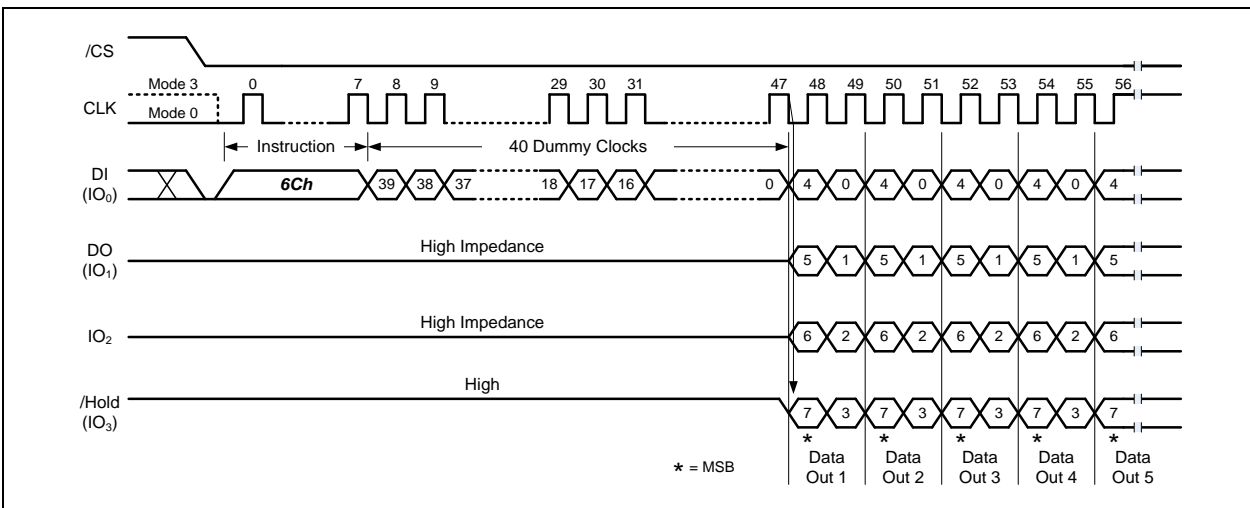 /CS
Mode 3 0 7 8 9 29 30 31 47 48 49 50 51 52 53 54 55 56
CLK
Mode 0
Instruction 40 Dummy Clocks
DI
(IO₀)
6Ch 39 38 37 18 17 16 0 4 0 4 0 4 0 4 0 4
DO
(IO₁)
High Impedance
5 1 5 1 5 1 5 1 5
IO₂
High Impedance
6 2 6 2 6 2 6 2 6
/Hold
(IO₃)
High
7 3 7 3 7 3 7 3 7
* * * * *
* = MSB
Data Data Data Data Data
Out 1 Out 2 Out 3 Out 4 Out 5